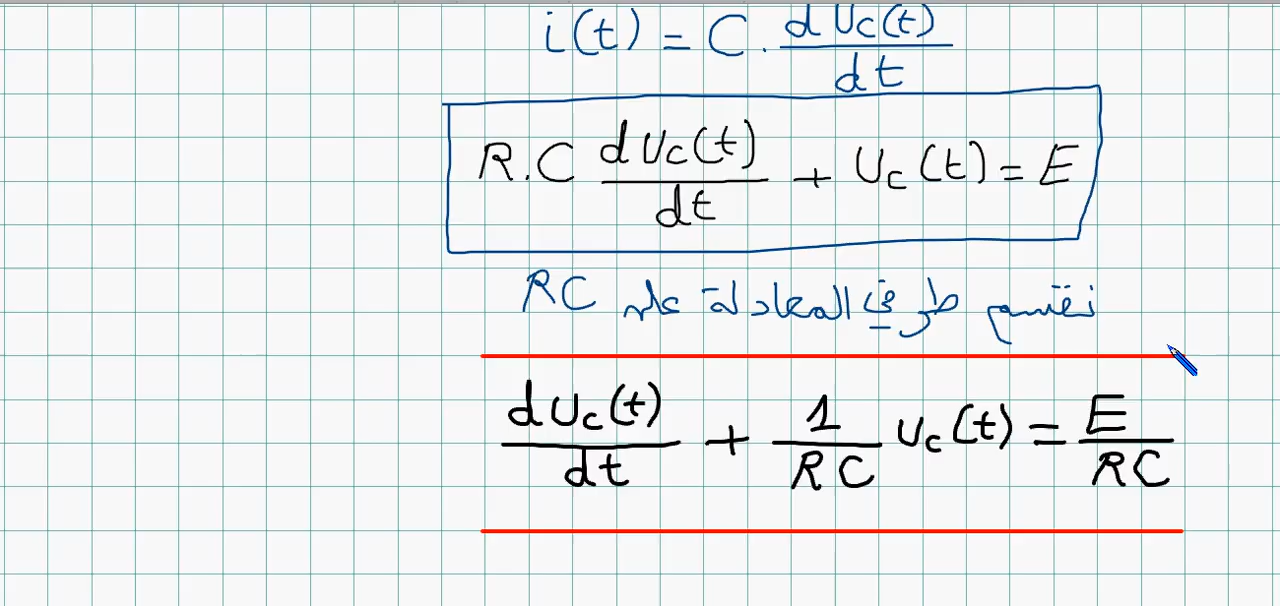 i(t) = C . dUc(t)/dt
R.C dUc(t)/dt + Uc(t) = E
نقسم طرفي المعادلة على RC
dUc(t)/dt + 1/RC Uc(t) = E/RC